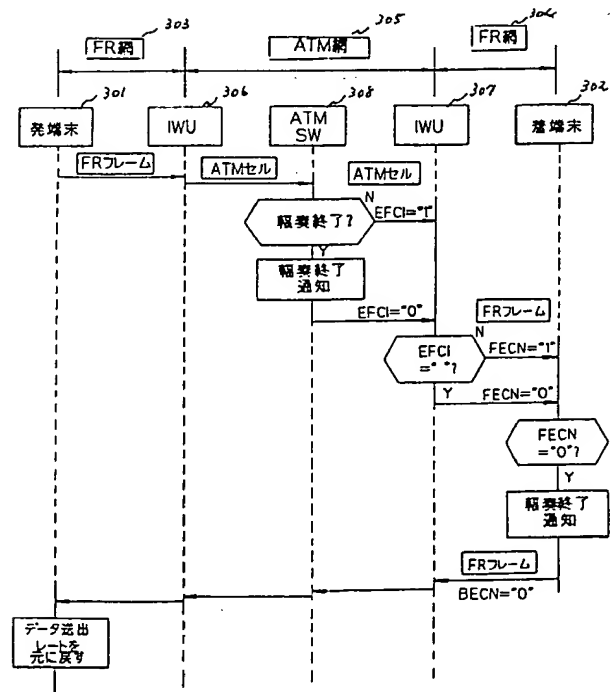 303
305
304
FR網
ATM網
FR網
301
306
308
307
302
発端末
IWU
ATM
SW
IWU
着端末
FRフレーム
ATMセル
ATMセル
輻輳終了?
N
EFCI="1"
Y
輻輳終了
通知
EFCI="0"
FRフレーム
EFCI
=" "?
N
FECN="1"
Y
FECN="0"
FECN
="0"?
Y
輻輳終了
通知
FRフレーム
BECN="0"
データ送出
レートを
元に戻す